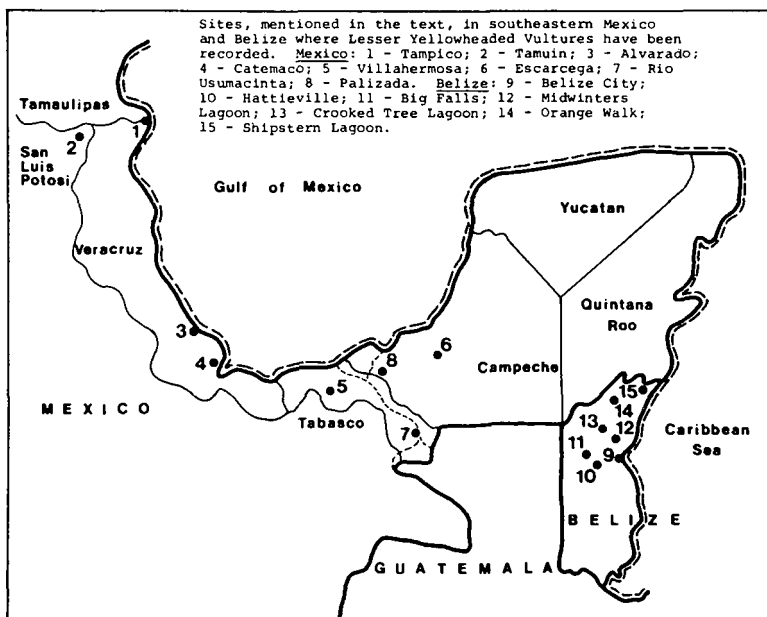 Sites, mentioned in the text, in southeastern Mexico
and Belize where Lesser Yellowheaded Vultures have been
recorded. Mexico: 1 - Tampico; 2 - Tamuin; 3 - Alvarado;
4 - Catemaco; 5 - Villahermosa; 6 - Escarcega; 7 - Rio
Usumacinta; 8 - Palizada. Belize: 9 - Belize City;
10 - Hattieville; 11 - Big Falls; 12 - Midwinters
Lagoon; 13 - Crooked Tree Lagoon; 14 - Orange Walk;
15 - Shipstern Lagoon.
Tamaulipas
1
2
San
Luis
Potosi
Gulf of Mexico
Yucatan
Veracruz
Quintana
Roo
3
4
5
8
6
Campeche
MEXICO
Tabasco
7
15
14
13
12
11
9
10
Caribbean
Sea
BELIZE
GUATEMALA